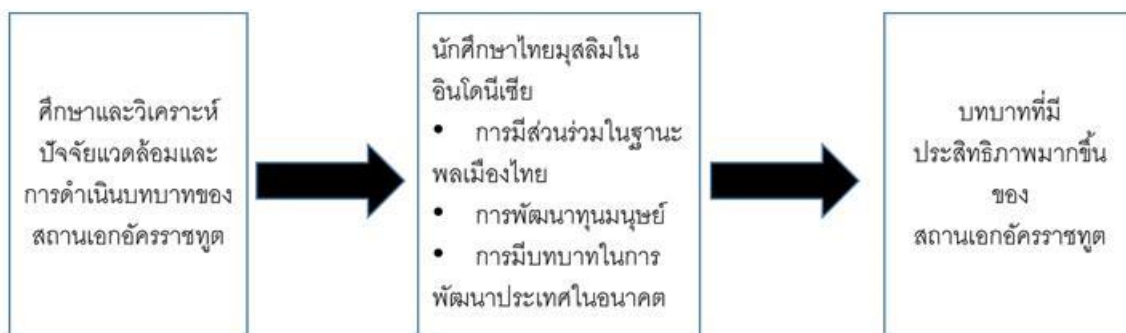 ศึกษาและวิเคราะห์
ปัจจัยแวดล้อมและ
การดำเนินบทบาทของ
สถานเอกอัครราชทูต
นักศึกษาไทยมุสลิมใน
อินโดนีเซีย
• การมีส่วนร่วมในฐานะ
พลเมืองไทย
• การพัฒนาทุนมนุษย์
• การมีบทบาทในการ
พัฒนาประเทศในอนาคต
บทบาทที่มี
ประสิทธิภาพมากขึ้น
ของ
สถานเอกอัครราชทูต